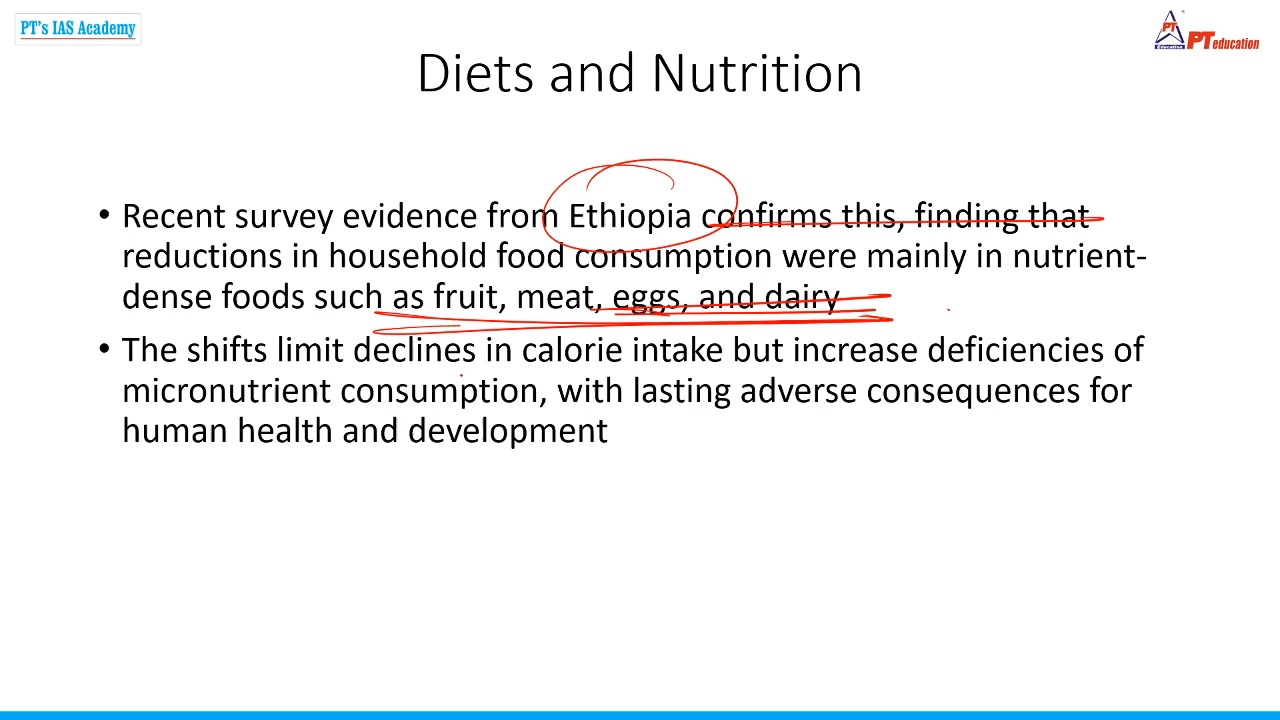 PT's IAS Academy
PT
Education
PT education
Diets and Nutrition
• Recent survey evidence from Ethiopia confirms this, finding that
reductions in household food consumption were mainly in nutrient-
dense foods such as fruit, meat, eggs, and dairy
• The shifts limit declines in calorie intake but increase deficiencies of
micronutrient consumption, with lasting adverse consequences for
human health and development